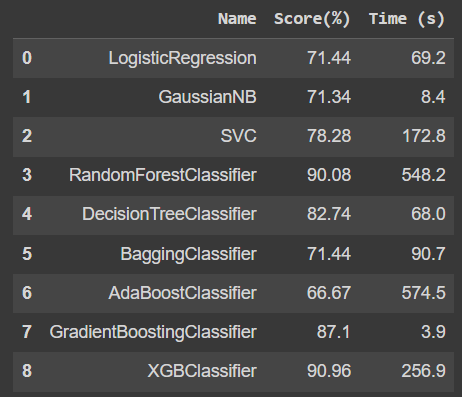 Name Score(%) Time (s)
0 LogisticRegression 71.44 69.2
1 GaussianNB 71.34 8.4
2 SVC 78.28 172.8
3 RandomForestClassifier 90.08 548.2
4 DecisionTreeClassifier 82.74 68.0
5 BaggingClassifier 71.44 90.7
6 AdaBoostClassifier 66.67 574.5
7 GradientBoostingClassifier 87.1 3.9
8 XGBClassifier 90.96 256.9